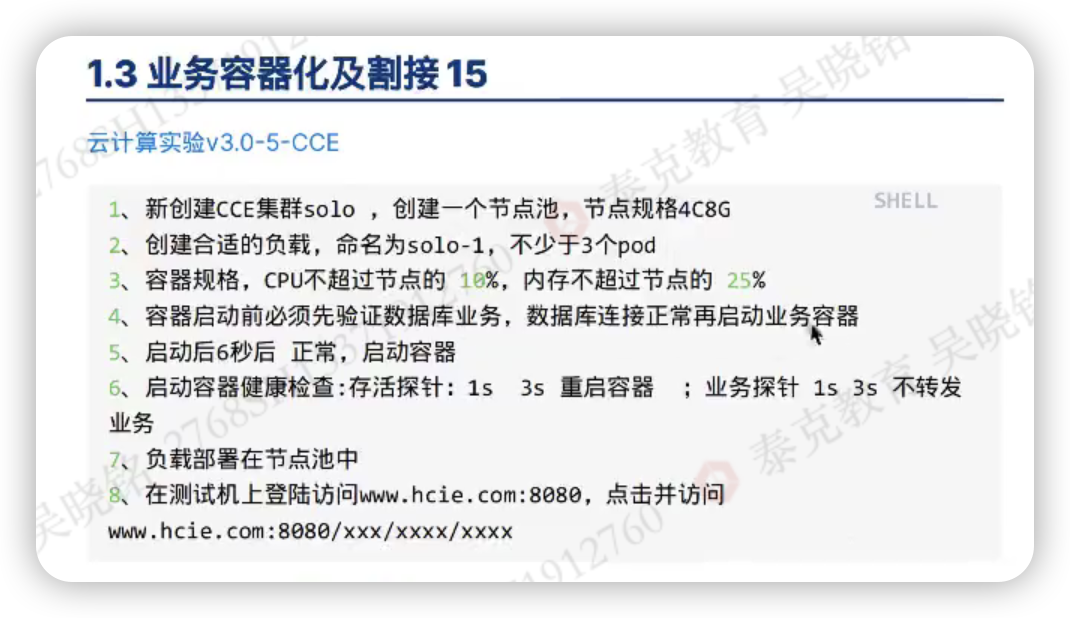 1.3 业务容器化及割接 15
云计算实验v3.0-5-CCE
SHELL
1、 新创建CCE集群solo ，创建一个节点池，节点规格4C8G
2、 创建合适的负载，命名为solo-1，不少于3个pod
3、 容器规格，CPU不超过节点的 10%，内存不超过节点的 25%
4、 容器启动前必须先验证数据库业务，数据库连接正常再启动业务容器
5、 启动后6秒后 正常，启动容器
6、 启动容器健康检查:存活探针：1s 3s 重启容器 ；业务探针 1s 3s 不转发
业务
7、 负载部署在节点池中
8、 在测试机上登陆访问www.hcie.com:8080，点击并访问
www.hcie.com:8080/xxx/xxxx/xxxx
泰克教育 吴晓铭
泰克教育 吴晓铭
吴晓铭